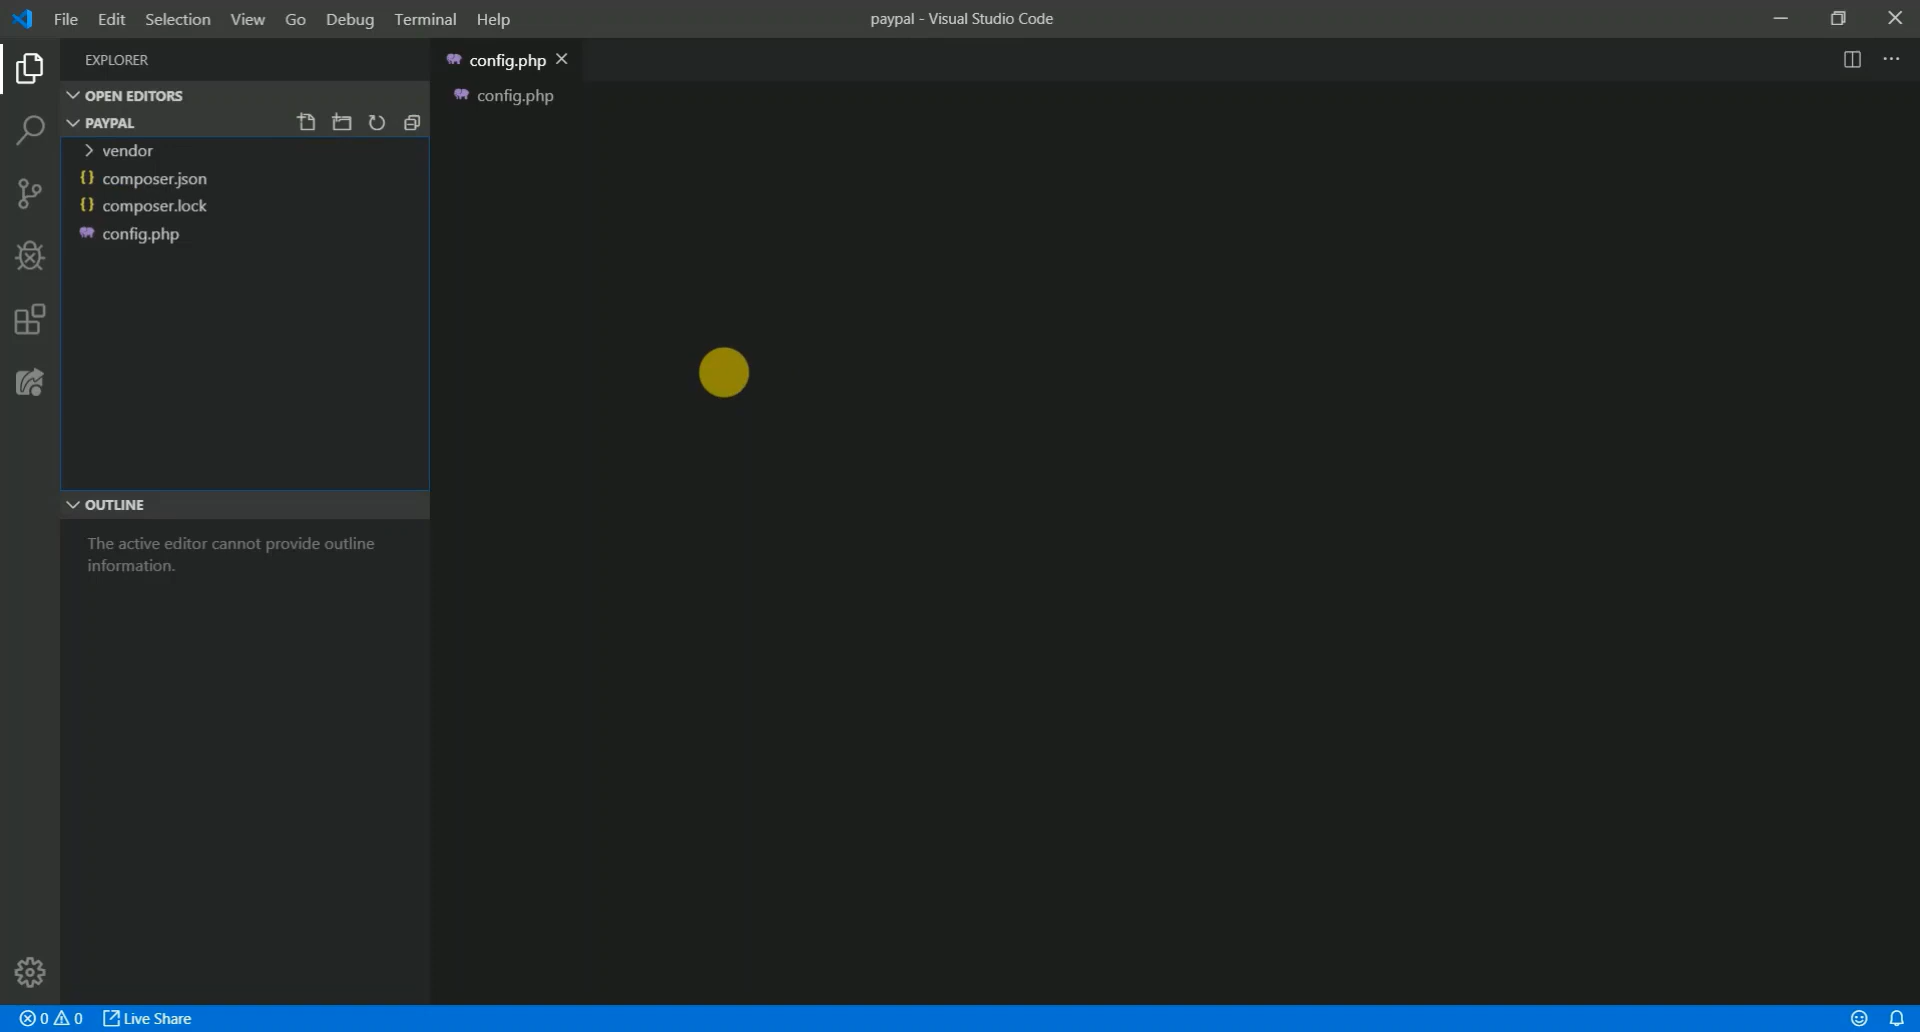 File Edit Selection View Go Debug Terminal Help
paypal - Visual Studio Code
EXPLORER
OPEN EDITORS
PAYPAL
vendor
{} composer.json
{} composer.lock
config.php
OUTLINE
The active editor cannot provide outline
information.
config.php
config.php
0 0 Live Share